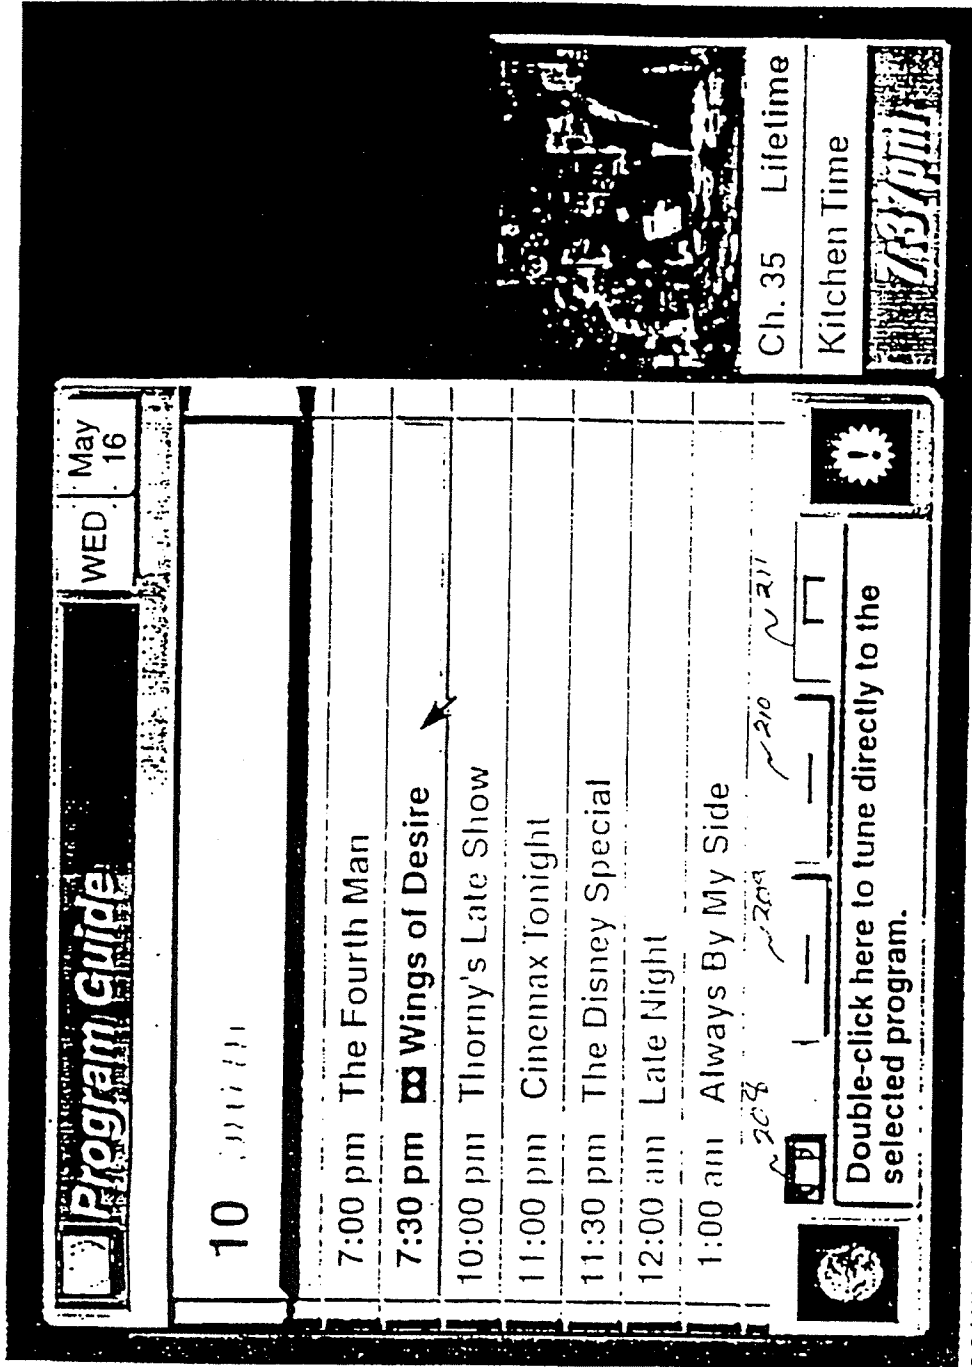 Program Guide
WED
May
16
10
7:00 pm The Fourth Man
7:30 pm Wings of Desire
10:00 pm Thorny's Late Show
11:00 pm Cinemax Tonight
11:30 pm The Disney Special
12:00 am Late Night
1:00 am Always By My Side
208
209
210
211
!
Double-click here to tune directly to the
selected program.
Ch. 35 Lifetime
Kitchen Time
7:37pm